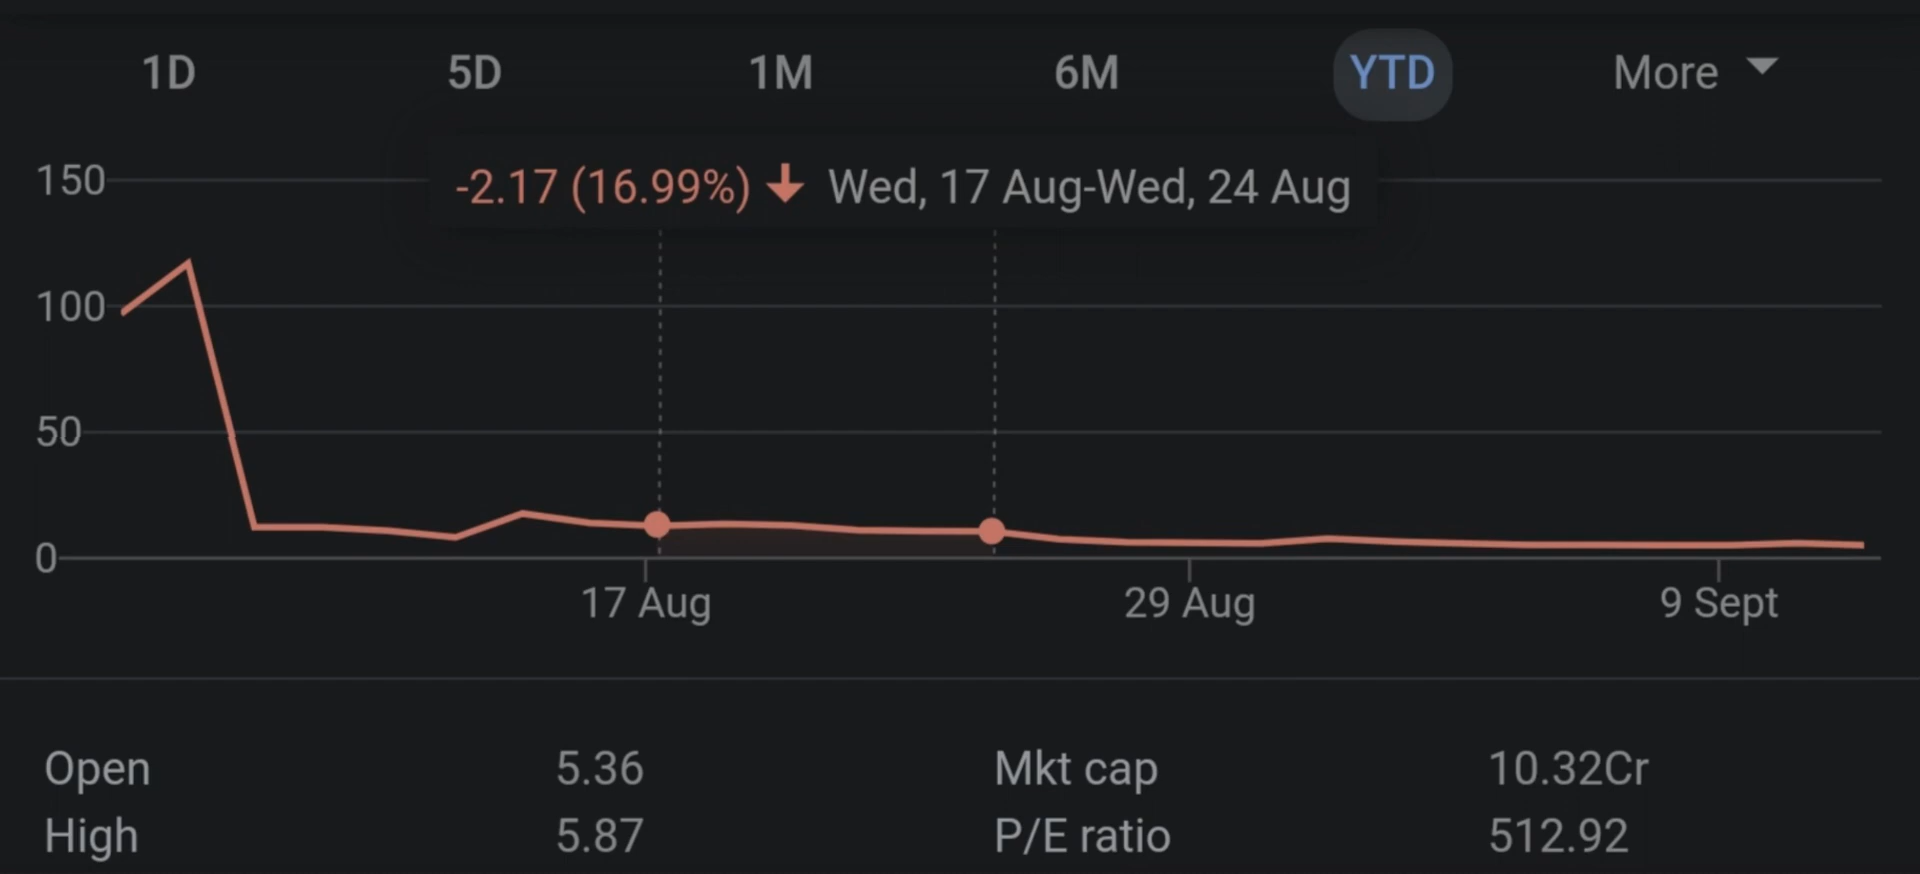 1D 5D 1M 6M YTD More
150
-2.17 (16.99%) Wed, 17 Aug-Wed, 24 Aug
100
50
0
17 Aug 29 Aug 9 Sept
Open 5.36 Mkt cap 10.32Cr
High 5.87 P/E ratio 512.92